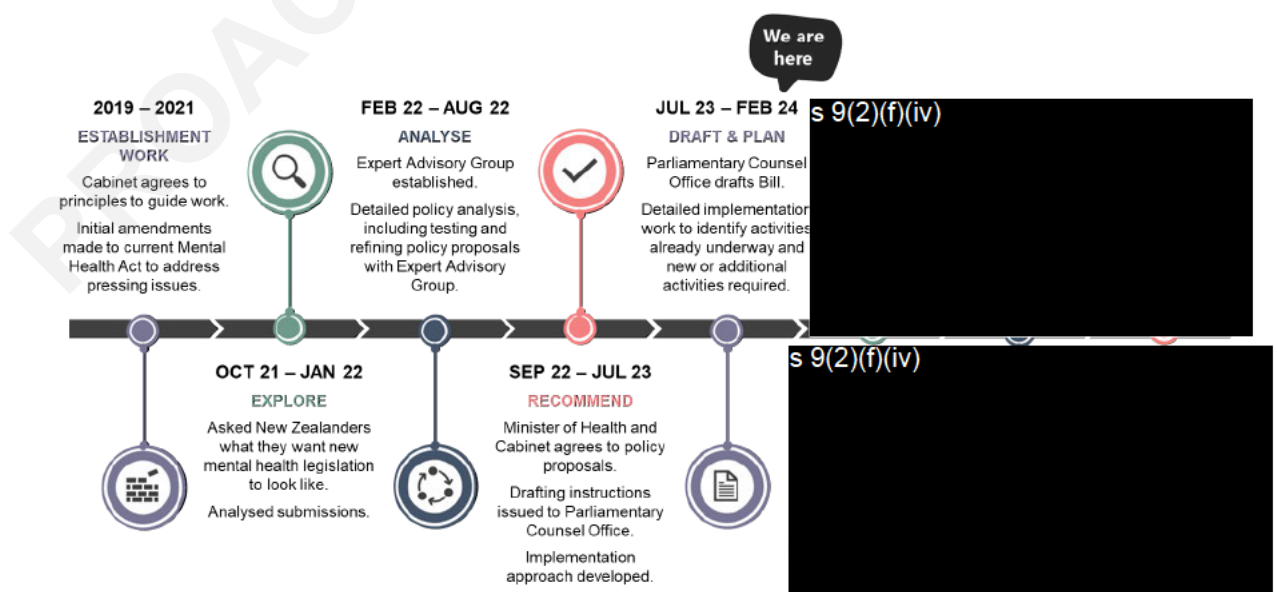 PROAC
We are
here
2019 – 2021
ESTABLISHMENT
WORK
Cabinet agrees to
principles to guide work.
Initial amendments
made to current Mental
Health Act to address
pressing issues.
FEB 22 – AUG 22
ANALYSE
Expert Advisory Group
established.
Detailed policy analysis,
including testing and
refining policy proposals
with Expert Advisory
Group.
JUL 23 – FEB 24
DRAFT & PLAN
Parliamentary Counsel
Office drafts Bill.
Detailed implementation
work to identify activities
already underway and
new or additional
activities required.
s 9(2)(f)(iv)
OCT 21 – JAN 22
EXPLORE
Asked New Zealanders
what they want new
mental health legislation
to look like.
Analysed submissions.
SEP 22 – JUL 23
RECOMMEND
Minister of Health and
Cabinet agrees to policy
proposals.
Drafting instructions
issued to Parliamentary
Counsel Office.
Implementation
approach developed.
s 9(2)(f)(iv)